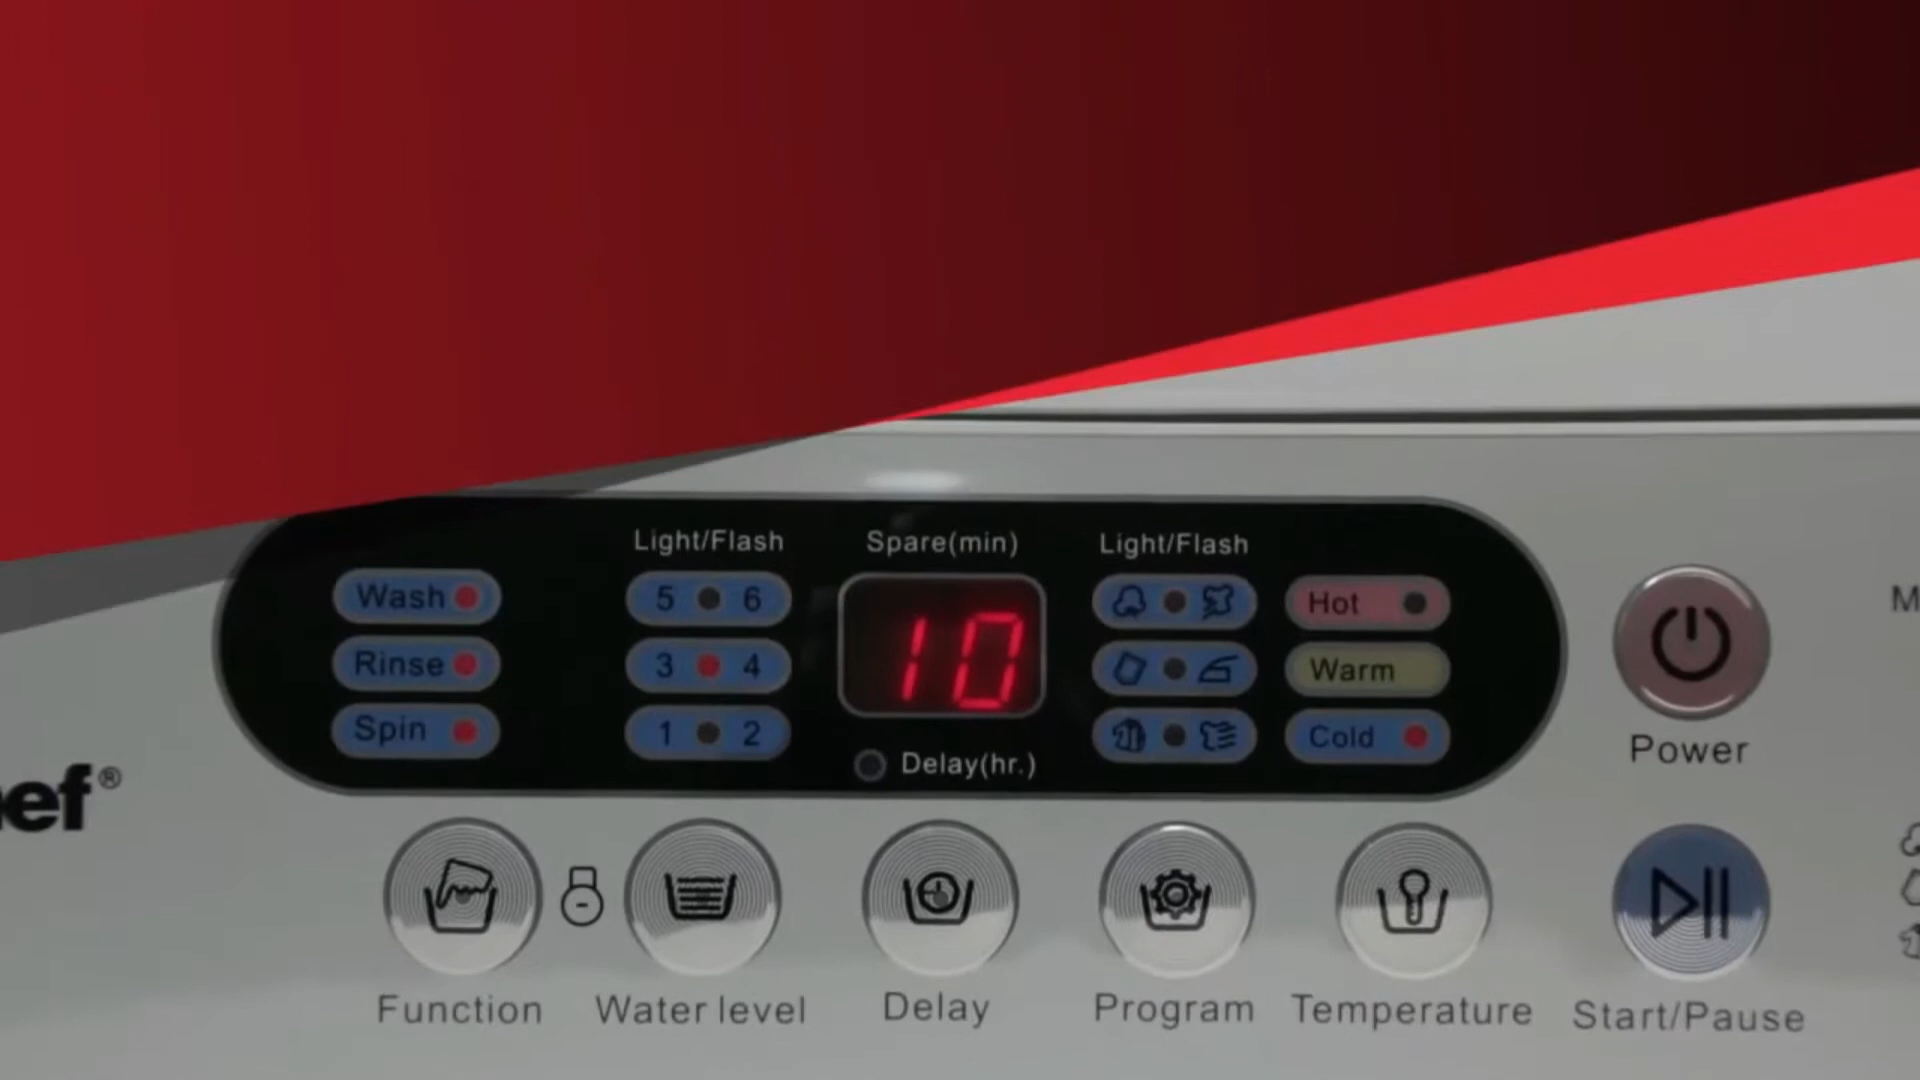 Light/Flash Spare(min) Light/Flash
Wash 5 6 10 Hot
Rinse 3 4 Warm
Spin 1 2 Cold
Delay(hr.)
Power
M
ef®
Function Water level Delay Program Temperature Start/Pause